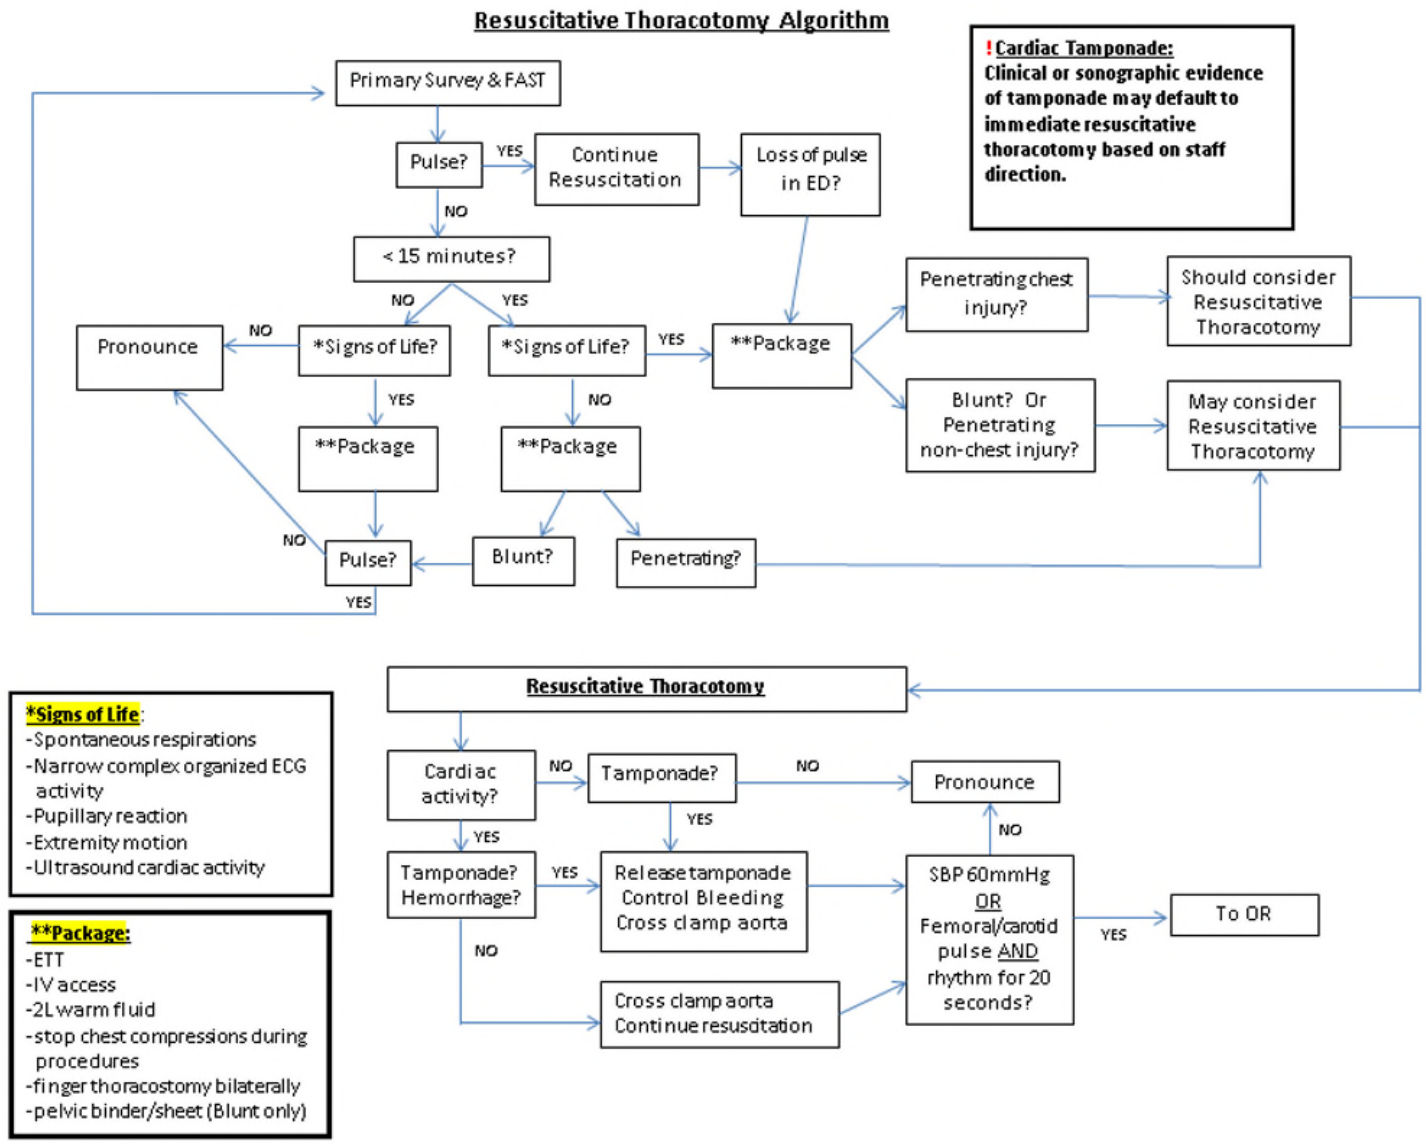 Resuscitative Thoracotomy Algorithm
! Cardiac Tamponade:
Clinical or sonographic evidence
of tamponade may default to
immediate resuscitative
thoracotomy based on staff
direction.
Primary Survey & FAST
Pulse?
YES
Continue
Resuscitation
Loss of pulse
in ED?
NO
< 15 minutes?
NO
YES
Pronounce
NO
*Signs of Life?
*Signs of Life?
YES
**Package
Penetrating chest
injury?
Should consider
Resuscitative
Thoracotomy
Blunt? Or
Penetrating
non-chest injury?
May consider
Resuscitative
Thoracotomy
YES
NO
**Package
**Package
NO
Pulse?
Blunt?
Penetrating?
YES
Resuscitative Thoracotomy
*Signs of Life:
-Spontaneous respirations
-Narrow complex organized ECG
activity
-Pupillary reaction
-Extremity motion
-Ultrasound cardiac activity
**Package:
-ETT
-IV access
-2L warm fluid
-stop chest compressions during
procedures
-finger thoracostomy bilaterally
-pelvic binder/sheet (Blunt only)
Cardiac
activity?
NO
Tamponade?
NO
Pronounce
YES
YES
NO
Tamponade?
Hemorrhage?
YES
Release tamponade
Control Bleeding
Cross clamp aorta
SBP 60mmHg
OR
Femoral/carotid
pulse AND
rhythm for 20
seconds?
YES
To OR
NO
Cross clamp aorta
Continue resuscitation